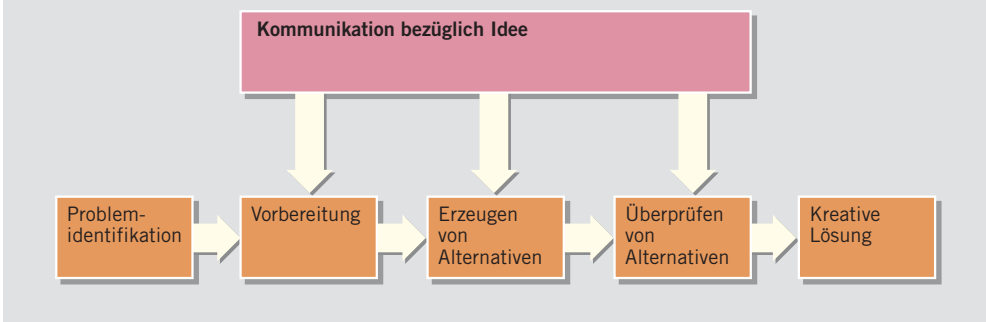 Kommunikation bezüglich Idee
Problem-
identifikation
Vorbereitung
Erzeugen
von
Alternativen
Überprüfen
von
Alternativen
Kreative
Lösung